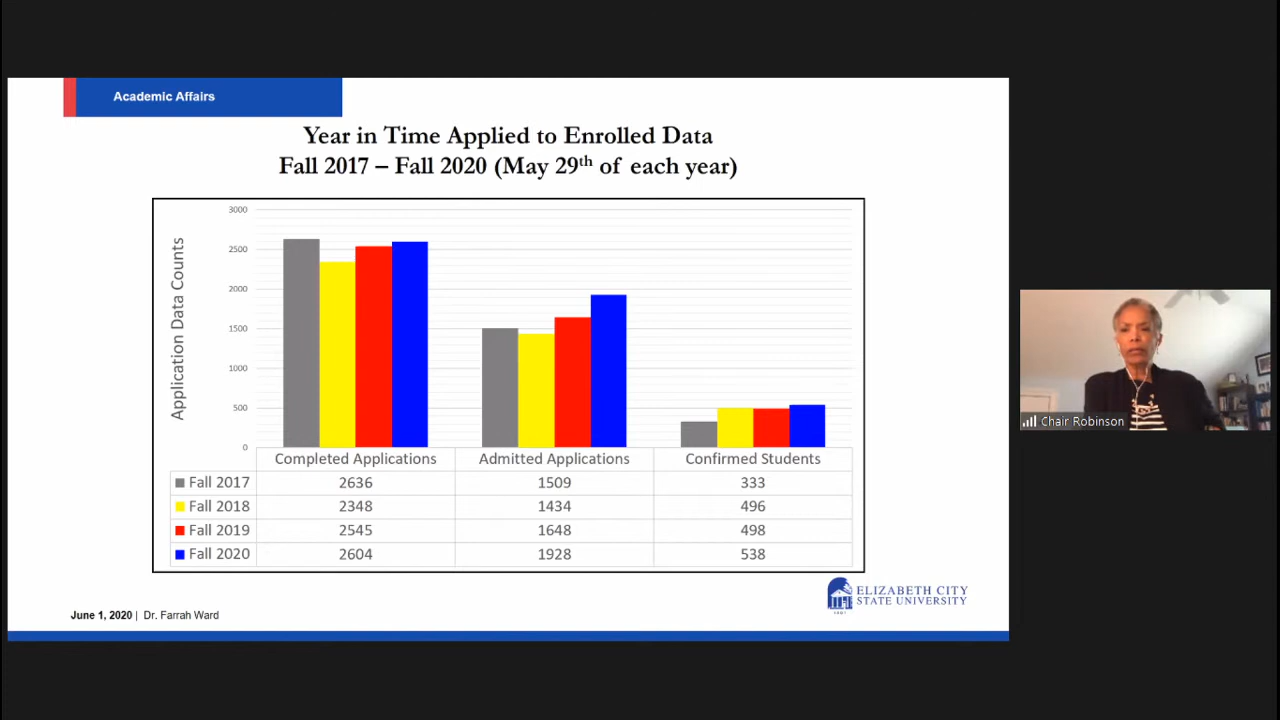 Academic Affairs
Year in Time Applied to Enrolled Data
Fall 2017 – Fall 2020 (May 29th of each year)
Application Data Counts
3000
2500
2000
1500
1000
500
0
Completed Applications Admitted Applications Confirmed Students
Fall 2017 2636 1509 333
Fall 2018 2348 1434 496
Fall 2019 2545 1648 498
Fall 2020 2604 1928 538
ELIZABETH CITY
STATE UNIVERSITY
June 1, 2020 | Dr. Farrah Ward
Chair Robinson